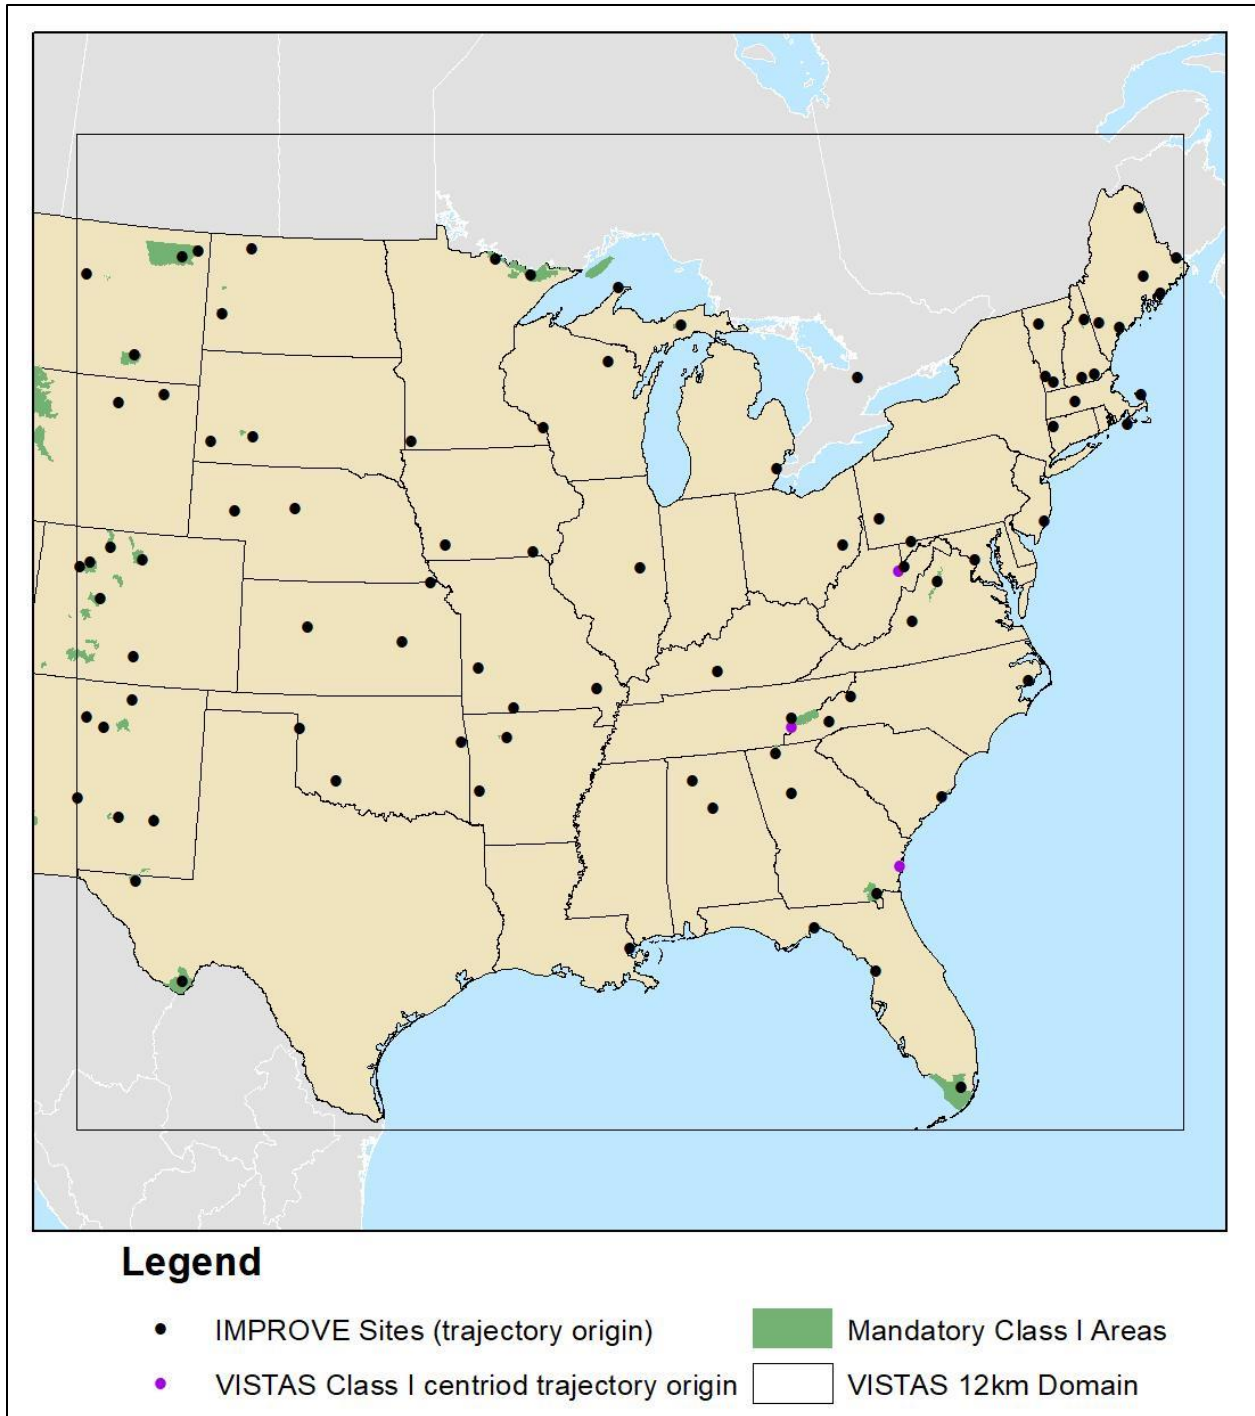 Legend
IMPROVE Sites (trajectory origin)
Mandatory Class I Areas
VISTAS Class I centriod trajectory origin
VISTAS 12km Domain